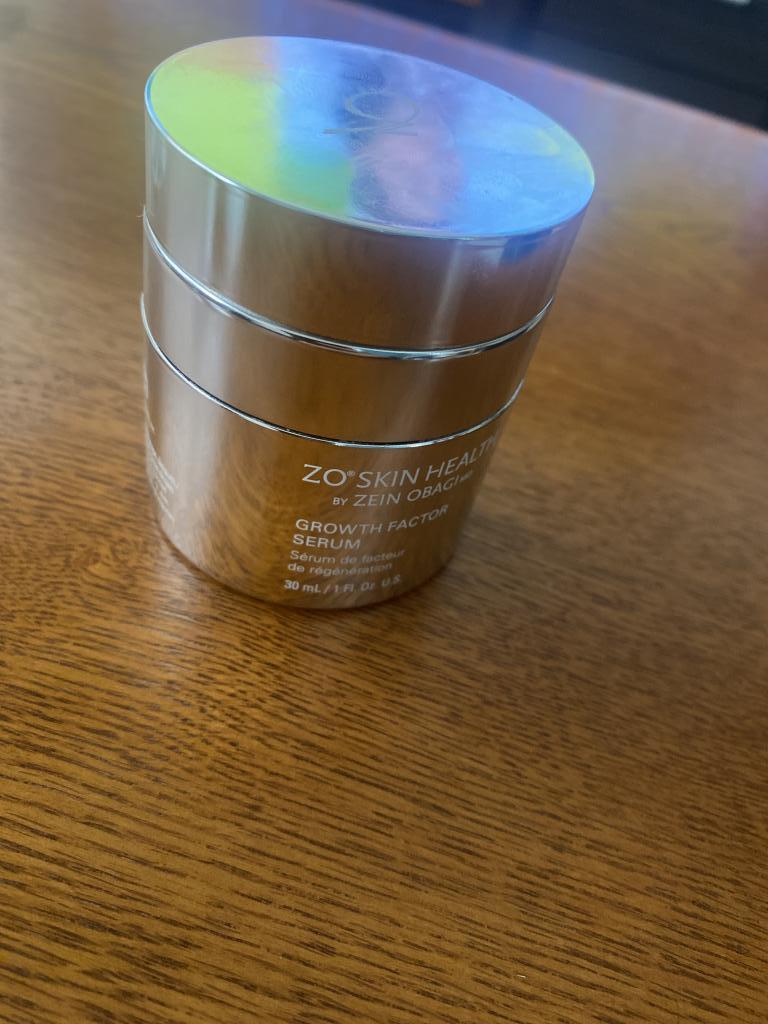 ZO® SKIN HEALTH
BY ZEIN OBAGI MD
GROWTH FACTOR
SERUM
Sérum de facteur
de régénération
30 mL / 1 Fl. Oz. U.S.